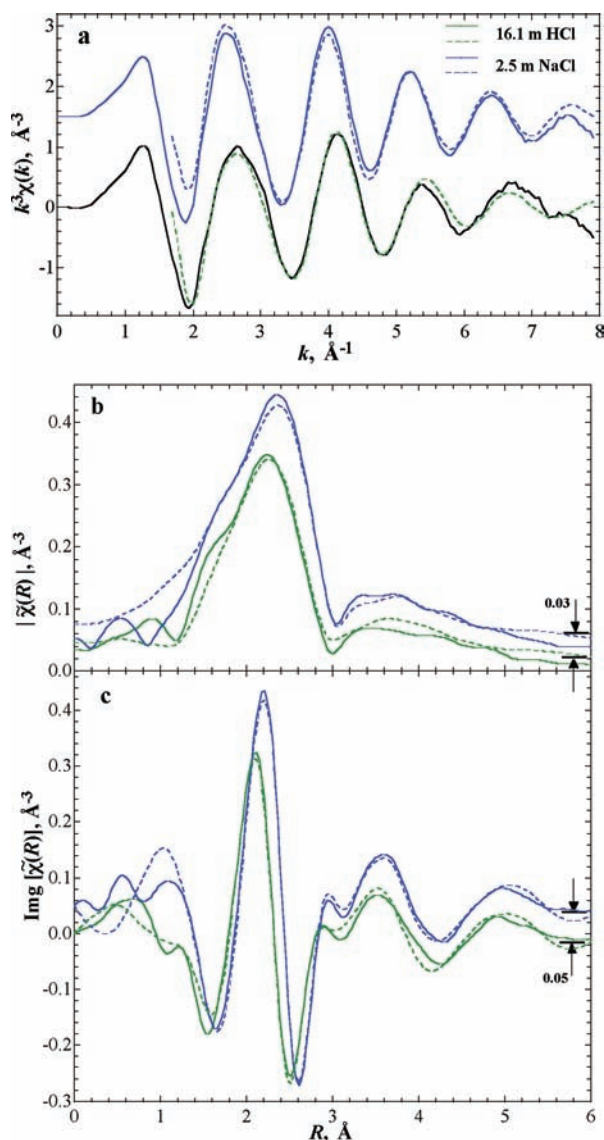 a
16.1 m HCl
2.5 m NaCl
k³χ(k), Å⁻³
3
2
1
0
-1
0 1 2 3 4 5 6 7 8
k, Å⁻¹
b
| χ̃(R) |, Å⁻³
0.4
0.3
0.2
0.1
0.0
0.03
c
Img [χ̃(R)], Å⁻³
0.4
0.3
0.2
0.1
0.0
-0.1
-0.2
-0.3
0.05
0 1 2 3 4 5 6
R, Å